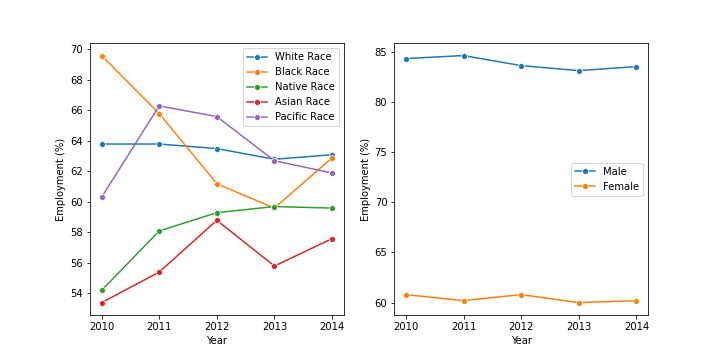 70
68
66
64
62
60
58
56
54
Employment (%)
2010 2011 2012 2013 2014
Year
White Race
Black Race
Native Race
Asian Race
Pacific Race
85
80
75
70
65
60
Employment (%)
2010 2011 2012 2013 2014
Year
Male
Female